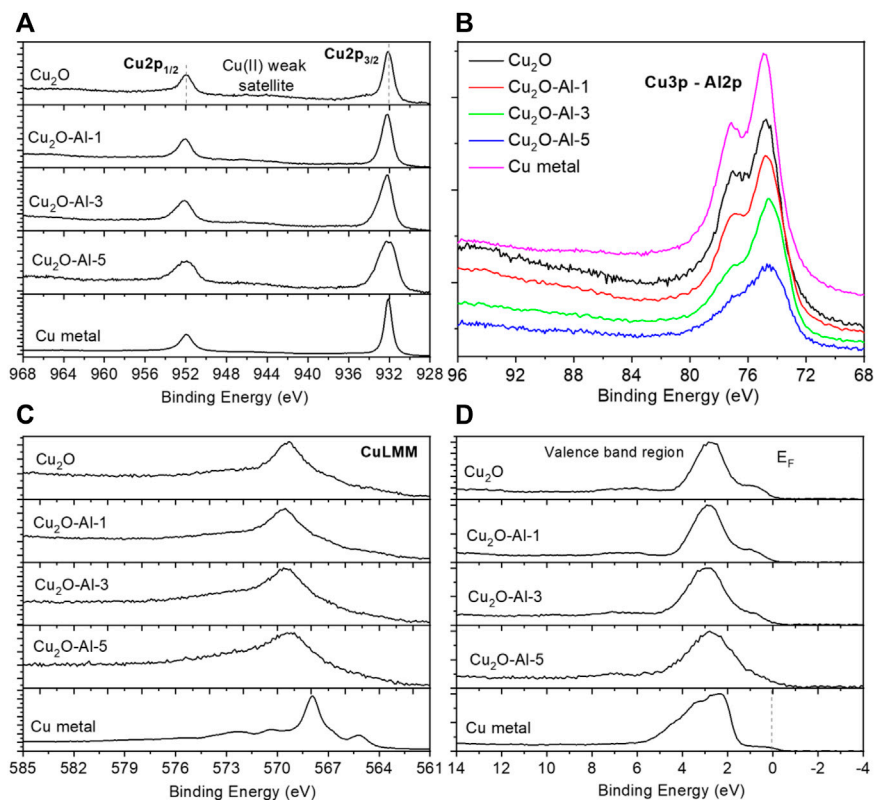 A
Cu2p₁/₂
Cu(II) weak
satellite
Cu2p₃/₂
Cu₂O
Cu₂O-Al-1
Cu₂O-Al-3
Cu₂O-Al-5
Cu metal
968 964 960 956 952 948 944 940 936 932 928
Binding Energy (eV)
B
Cu₂O
Cu₂O-Al-1
Cu₂O-Al-3
Cu₂O-Al-5
Cu metal
Cu3p - Al2p
96 92 88 84 80 76 72 68
Binding Energy (eV)
C
CuLMM
Cu₂O
Cu₂O-Al-1
Cu₂O-Al-3
Cu₂O-Al-5
Cu metal
585 582 579 576 573 570 567 564 561
Binding Energy (eV)
D
Valence band region
E_F
Cu₂O
Cu₂O-Al-1
Cu₂O-Al-3
Cu₂O-Al-5
Cu metal
14 12 10 8 6 4 2 0 -2 -4
Binding Energy (eV)